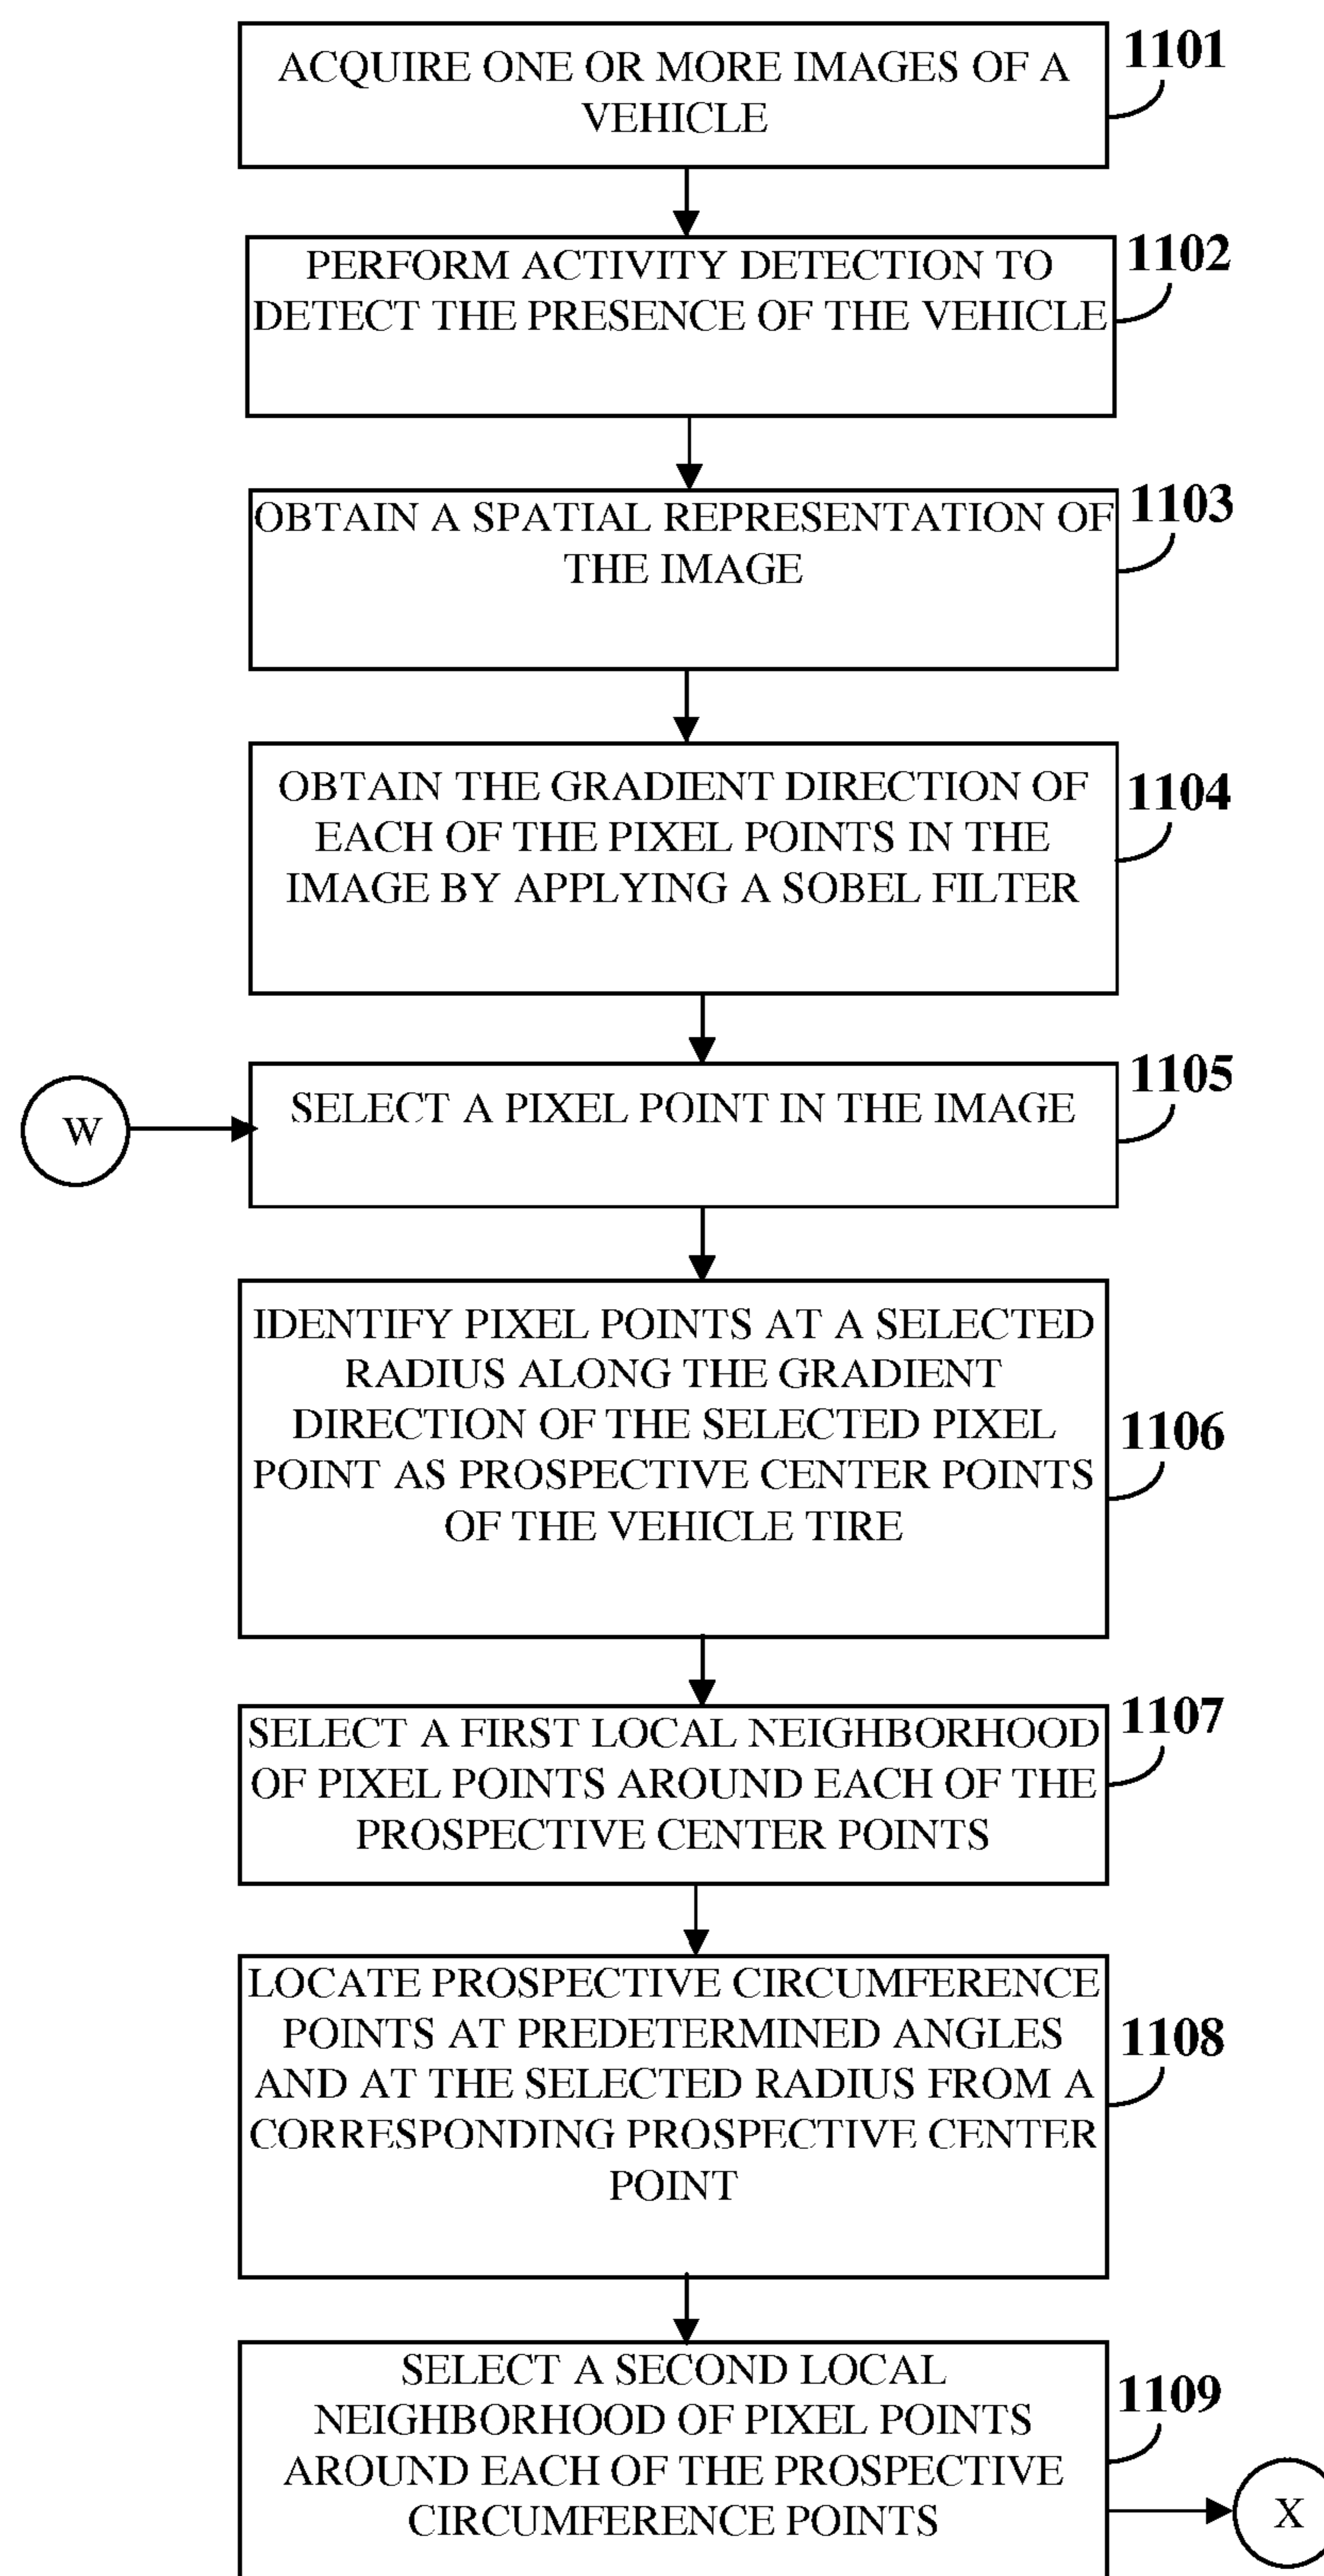 ACQUIRE ONE OR MORE IMAGES OF A
VEHICLE
1101
PERFORM ACTIVITY DETECTION TO
DETECT THE PRESENCE OF THE VEHICLE
1102
OBTAIN A SPATIAL REPRESENTATION OF
THE IMAGE
1103
OBTAIN THE GRADIENT DIRECTION OF
EACH OF THE PIXEL POINTS IN THE
IMAGE BY APPLYING A SOBEL FILTER
1104
W
SELECT A PIXEL POINT IN THE IMAGE
1105
IDENTIFY PIXEL POINTS AT A SELECTED
RADIUS ALONG THE GRADIENT
DIRECTION OF THE SELECTED PIXEL
POINT AS PROSPECTIVE CENTER POINTS
OF THE VEHICLE TIRE
1106
SELECT A FIRST LOCAL NEIGHBORHOOD
OF PIXEL POINTS AROUND EACH OF THE
PROSPECTIVE CENTER POINTS
1107
LOCATE PROSPECTIVE CIRCUMFERENCE
POINTS AT PREDETERMINED ANGLES
AND AT THE SELECTED RADIUS FROM A
CORRESPONDING PROSPECTIVE CENTER
POINT
1108
SELECT A SECOND LOCAL
NEIGHBORHOOD OF PIXEL POINTS
AROUND EACH OF THE PROSPECTIVE
CIRCUMFERENCE POINTS
1109
X